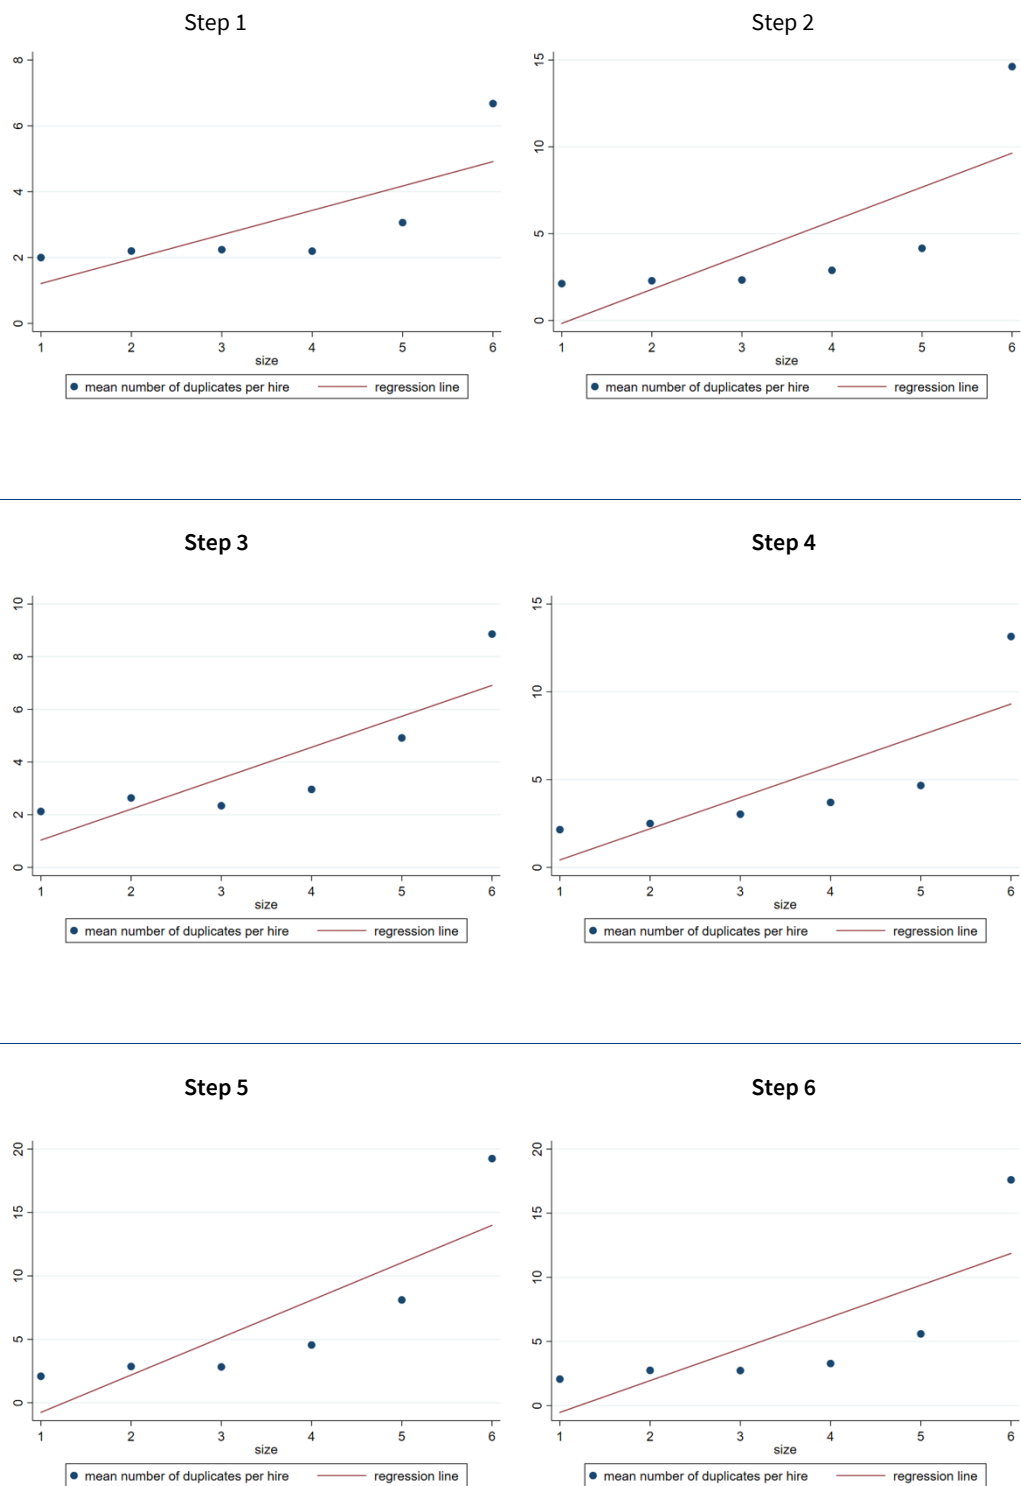 Step 1
8
6
4
2
0
1 2 3 4 5 6
size
mean number of duplicates per hire regression line
Step 2
15
10
5
0
1 2 3 4 5 6
size
mean number of duplicates per hire regression line
Step 3
10
8
6
4
2
0
1 2 3 4 5 6
size
mean number of duplicates per hire regression line
Step 4
15
10
5
0
1 2 3 4 5 6
size
mean number of duplicates per hire regression line
Step 5
20
15
10
5
0
1 2 3 4 5 6
size
mean number of duplicates per hire regression line
Step 6
20
15
10
5
0
1 2 3 4 5 6
size
mean number of duplicates per hire regression line